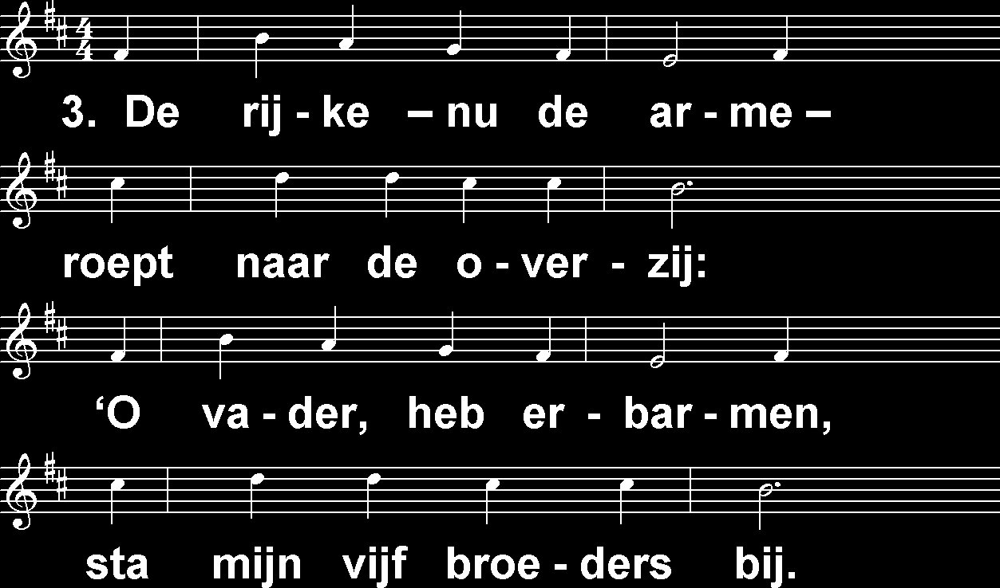 3. De rij - ke – nu de ar - me –
roept naar de o - ver - zij:
‘O va - der, heb er - bar - men,
sta mijn vijf broe - ders bij.